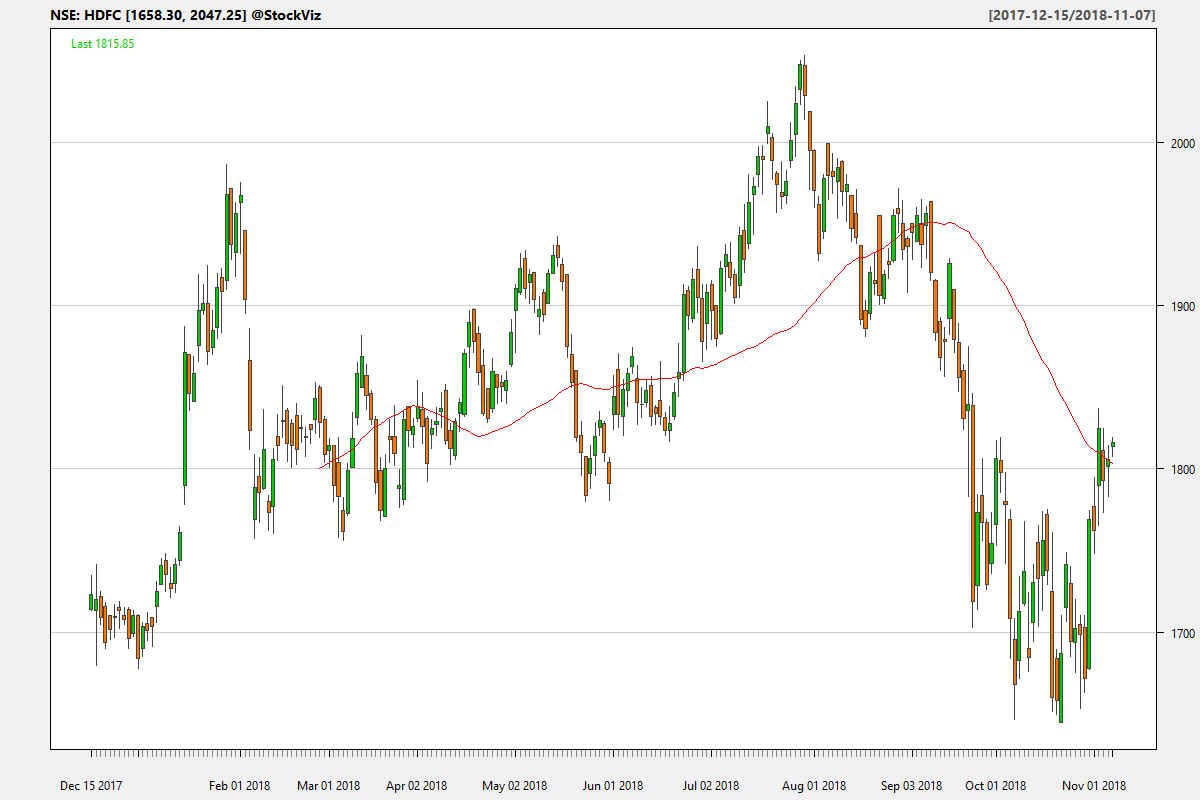 NSE: HDFC [1658.30, 2047.25] @StockViz [2017-12-15/2018-11-07]
Last 1815.85
2000
1900
1800
1700
Dec 15 2017 Feb 01 2018 Mar 01 2018 Apr 02 2018 May 02 2018 Jun 01 2018 Jul 02 2018 Aug 01 2018 Sep 03 2018 Oct 01 2018 Nov 01 2018